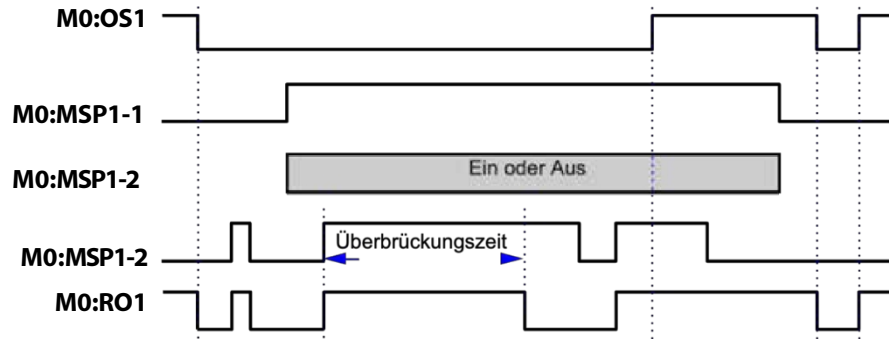 M0:OS1
M0:MSP1-1
M0:MSP1-2
Ein oder Aus
M0:MSP1-2
Überbrückungszeit
M0:RO1